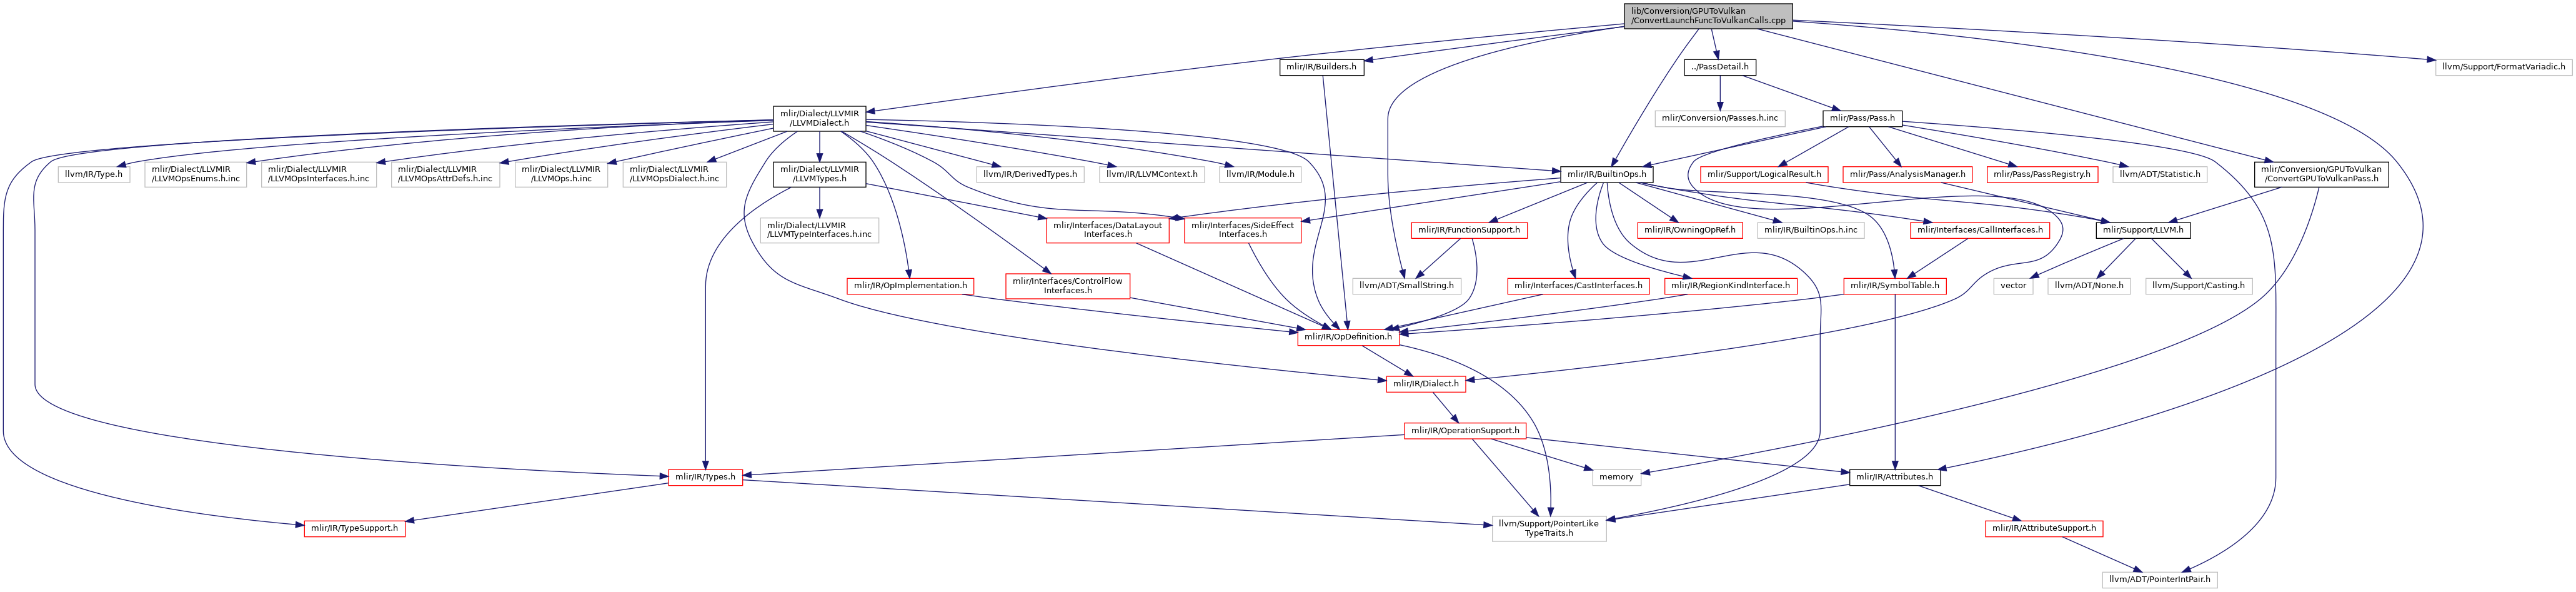 lib/Conversion/GPUToVulkan
/ConvertLaunchFuncToVulkanCalls.cpp
mlir/IR/Builders.h
../PassDetail.h
llvm/Support/FormatVariadic.h
mlir/Dialect/LLVMIR
/LLVMDialect.h
mlir/Conversion/Passes.h.inc
mlir/Pass/Pass.h
llvm/IR/Type.h
mlir/Dialect/LLVMIR
/LLVMOpsEnums.h.inc
mlir/Dialect/LLVMIR
/LLVMOpsInterfaces.h.inc
mlir/Dialect/LLVMIR
/LLVMOpsAttrDefs.h.inc
mlir/Dialect/LLVMIR
/LLVMOps.h.inc
mlir/Dialect/LLVMIR
/LLVMOpsDialect.h.inc
mlir/Dialect/LLVMIR
/LLVMTypes.h
llvm/IR/DerivedTypes.h
llvm/IR/LLVMContext.h
llvm/IR/Module.h
mlir/IR/BuiltinOps.h
mlir/Support/LogicalResult.h
mlir/Pass/AnalysisManager.h
mlir/Pass/PassRegistry.h
llvm/ADT/Statistic.h
mlir/Conversion/GPUToVulkan
/ConvertGPUToVulkanPass.h
mlir/Dialect/LLVMIR
/LLVMTypeInterfaces.h.inc
mlir/Interfaces/DataLayout
Interfaces.h
mlir/Interfaces/SideEffect
Interfaces.h
mlir/IR/FunctionSupport.h
mlir/IR/OwningOpRef.h
mlir/IR/BuiltinOps.h.inc
mlir/Interfaces/CallInterfaces.h
mlir/Support/LLVM.h
mlir/IR/OpImplementation.h
mlir/Interfaces/ControlFlow
Interfaces.h
llvm/ADT/SmallString.h
mlir/Interfaces/CastInterfaces.h
mlir/IR/RegionKindInterface.h
mlir/IR/SymbolTable.h
vector
llvm/ADT/None.h
llvm/Support/Casting.h
mlir/IR/OpDefinition.h
mlir/IR/Dialect.h
mlir/IR/OperationSupport.h
mlir/IR/Types.h
memory
mlir/IR/Attributes.h
mlir/IR/TypeSupport.h
llvm/Support/PointerLike
TypeTraits.h
mlir/IR/AttributeSupport.h
llvm/ADT/PointerIntPair.h